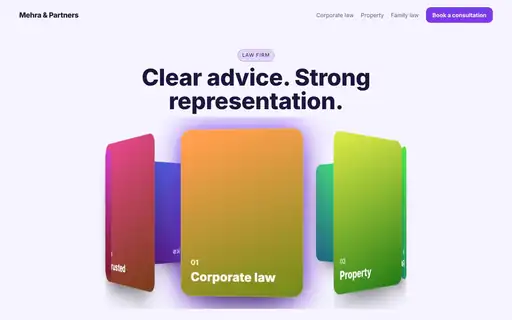 Mehra & Partners
Corporate law
Property
Family law
Book a consultation
LAW FIRM
Clear advice. Strong
representation.
rusted
01
Corporate law
02
Property